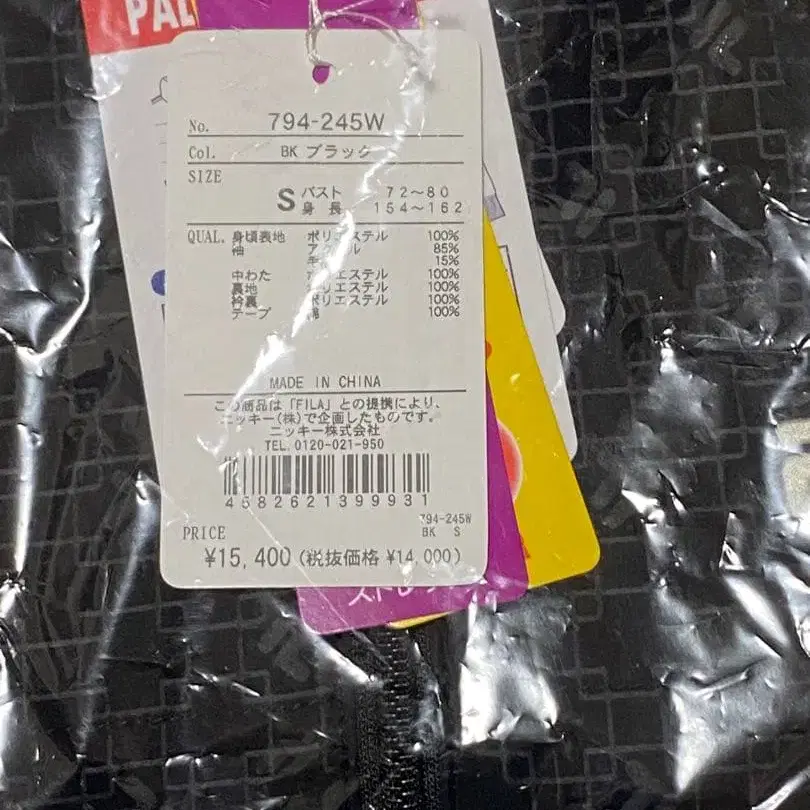 PAL
No. 794-245W
Col. BK ブラック
SIZE
S バスト 72～80
身 長 154～162
QUAL. 身頃表地 ポリエステル 100%
袖 85%
15%
中わた ポリエステル 100%
裏地 ポリエステル 100%
衿裏 ポリエステル 100%
テープ 綿 100%
MADE IN CHINA
この商品は「FILA」との提携により、
ニッキー(株)で企画したものです。
ニッキー株式会社
TEL.0120-021-950
4582621399931
794-245W
BK S
PRICE
¥15,400 (税抜価格 ¥14,000)